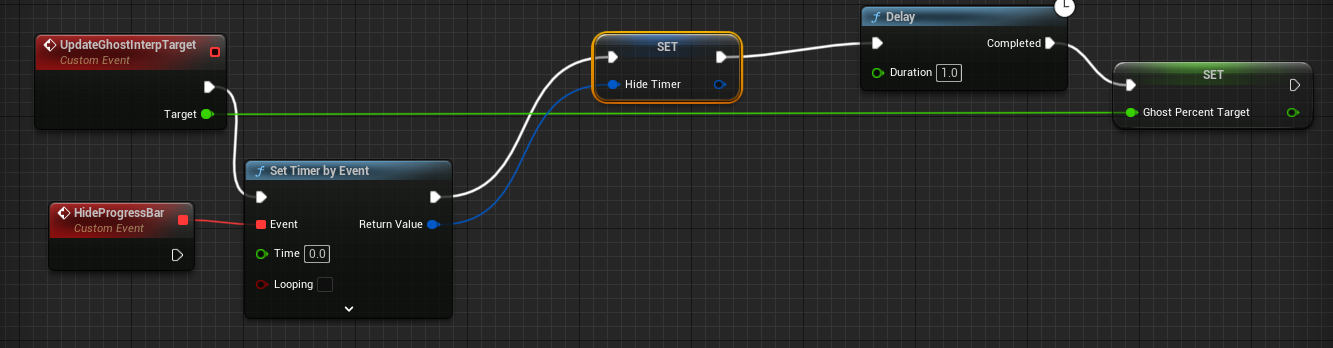 UpdateGhostInterpTarget
Custom Event
Target
HideProgressBar
Custom Event
f Set Timer by Event
Event
Return Value
Time 0.0
Looping
SET
Hide Timer
f Delay
Completed
Duration 1.0
SET
Ghost Percent Target